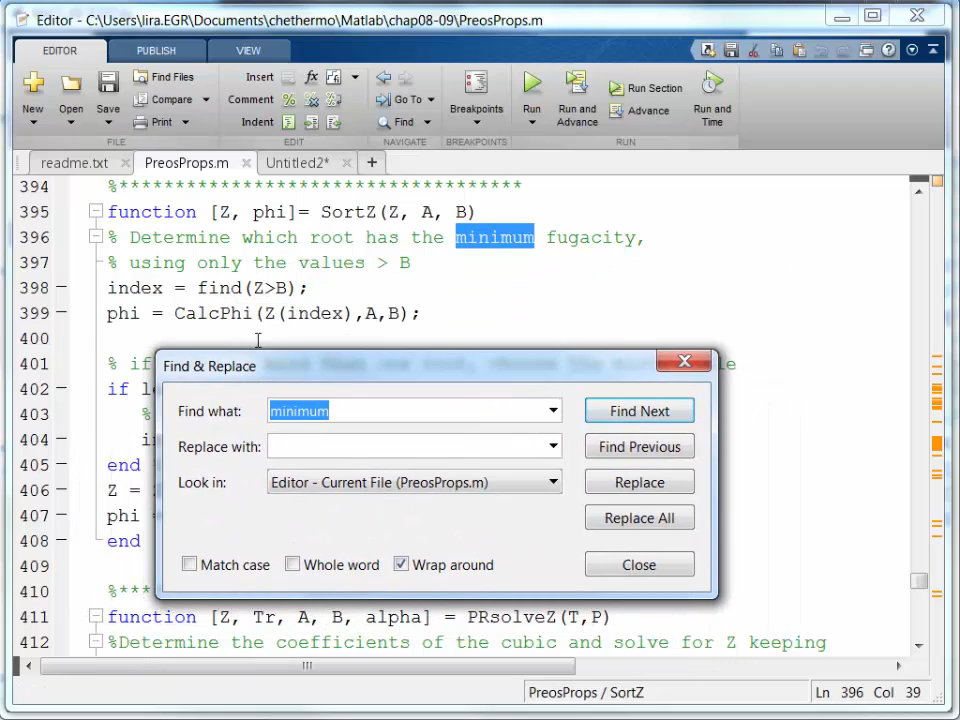 Editor - C:\Users\lira.EGR\Documents\chethermo\Matlab\chap08-09\PreosProps.m
EDITOR PUBLISH VIEW
New Open Save Find Files Compare Print
Insert fx Comment Indent
Go To Find
Breakpoints
Run Run and Advance Run Section Advance Run and Time
FILE EDIT NAVIGATE BREAKPOINTS RUN
readme.txt PreosProps.m Untitled2* +
394 %************************************
395 function [Z, phi]= SortZ(Z, A, B)
396 % Determine which root has the minimum fugacity,
397 % using only the values > B
398 index = find(Z>B);
399 phi = CalcPhi(Z(index),A,B);
400
401 % if
402 if
403 %
404
405 end
406 Z =
407 phi
408 end
409
410 %**
411 function [Z, Tr, A, B, alpha] = PRsolveZ(T,P)
412 %Determine the coefficients of the cubic and solve for Z keeping
Find & Replace
Find what: minimum Find Next
Replace with: Find Previous
Look in: Editor - Current File (PreosProps.m) Replace
Replace All
Match case Whole word Wrap around Close
PreosProps / SortZ Ln 396 Col 39